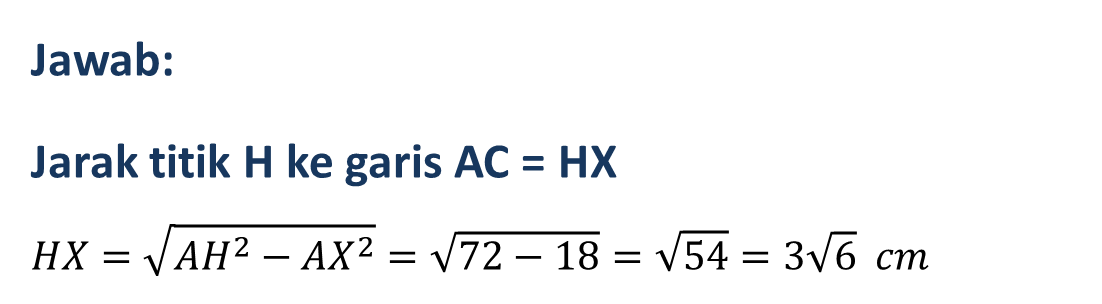 Jawab:
Jarak titik H ke garis AC = HX
HX = √(AH² − AX²) = √(72 − 18) = √54 = 3√6 cm